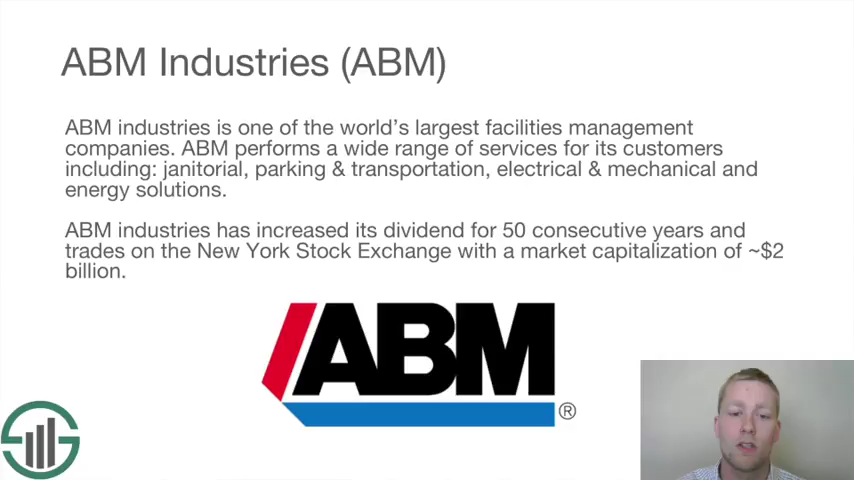 ABM Industries (ABM)
ABM industries is one of the world's largest facilities management
companies. ABM performs a wide range of services for its customers
including: janitorial, parking & transportation, electrical & mechanical and
energy solutions.
ABM industries has increased its dividend for 50 consecutive years and
trades on the New York Stock Exchange with a market capitalization of ~$2
billion.
ABM®